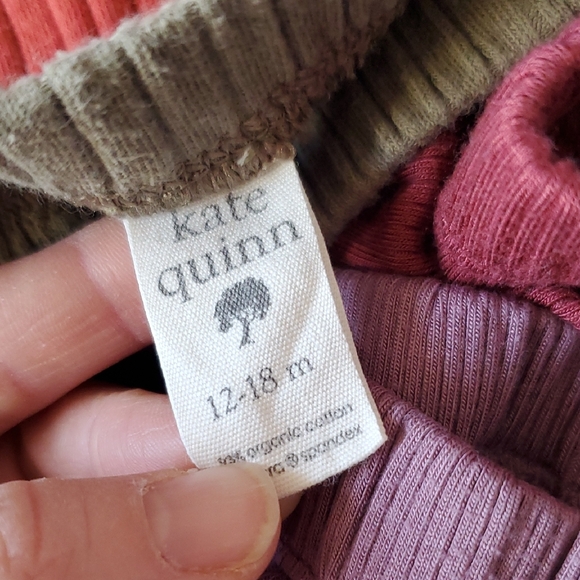 kate
quinn
12-18 m
organic cotton
® spandex